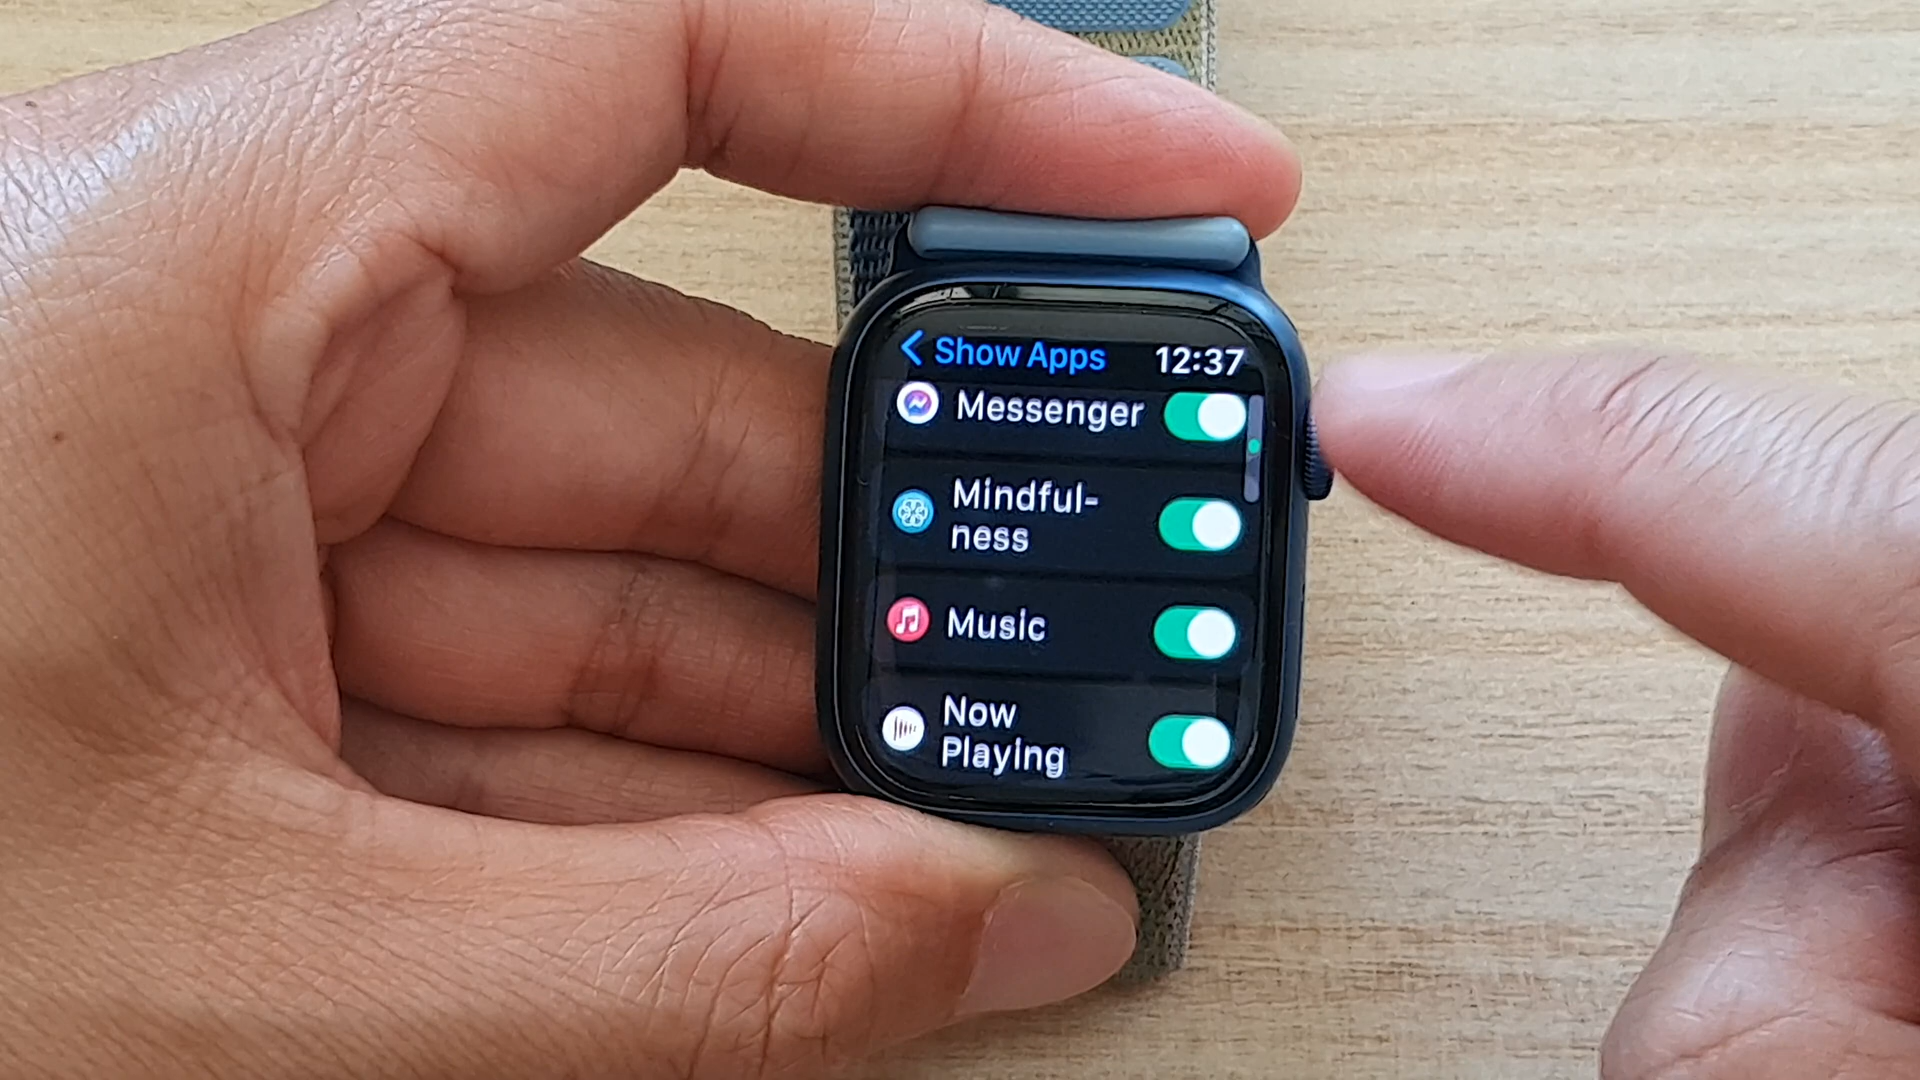 Show Apps 12:37
Messenger
Mindful-
ness
Music
Now
Playing